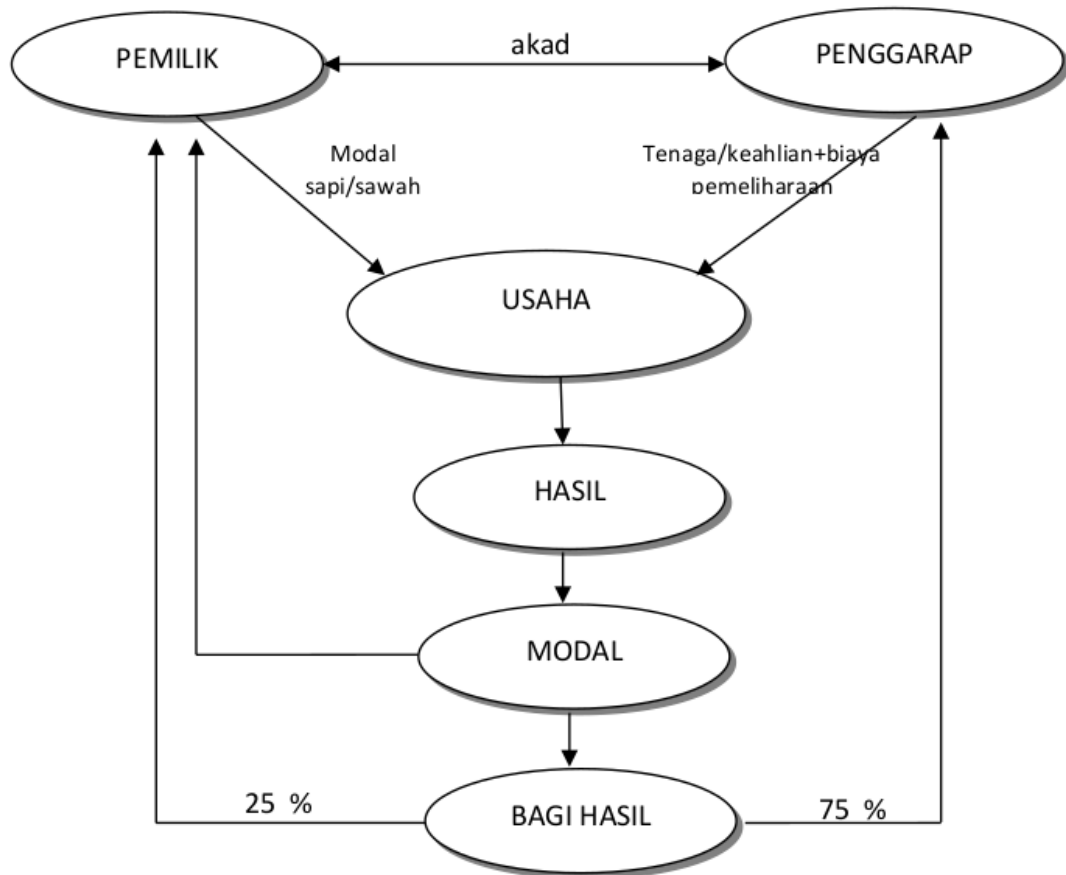 PEMILIK
akad
PENGGARAP
Modal
sapi/sawah
Tenaga/keahlian+biaya
pemeliharaan
USAHA
HASIL
MODAL
25 %
BAGI HASIL
75 %